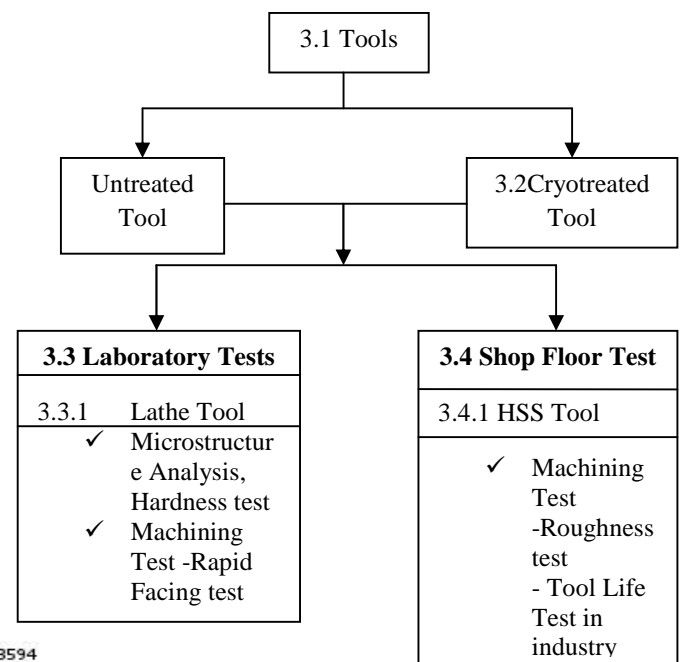 3.1 Tools
Untreated
Tool
3.2Cryotreated
Tool
3.3 Laboratory Tests
3.3.1 Lathe Tool
✓ Microstructur
e Analysis,
Hardness test
✓ Machining
Test -Rapid
Facing test
3.4 Shop Floor Test
3.4.1 HSS Tool
✓ Machining
Test
-Roughness
test
- Tool Life
Test in
industry
3594